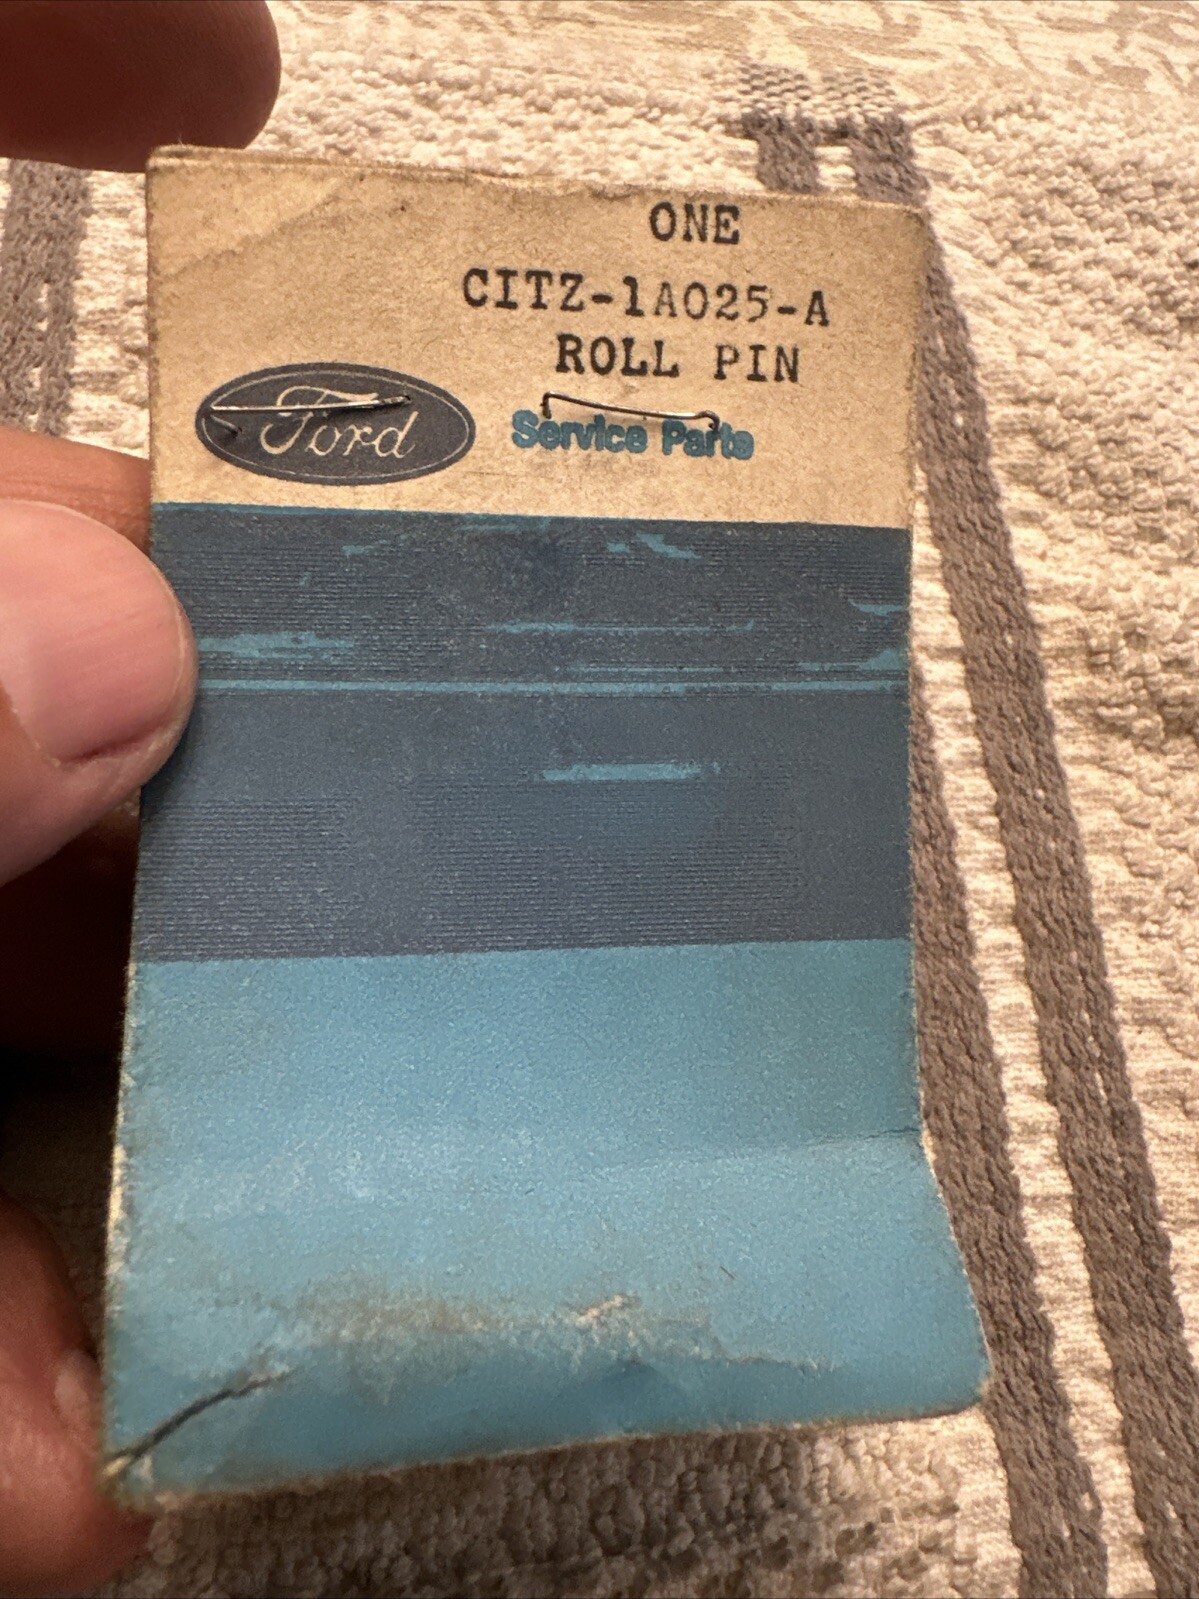 ONE
CITZ-1A025-A
ROLL PIN
Ford
Service Parts